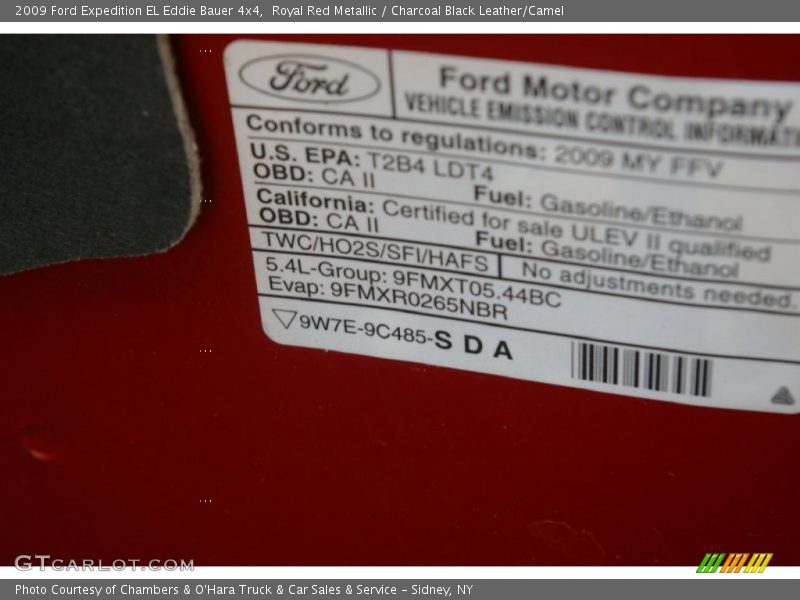 2009 Ford Expedition EL Eddie Bauer 4x4,  Royal Red Metallic / Charcoal Black Leather/Camel
Ford
Ford Motor Company
VEHICLE EMISSION CONTROL INFORMAT
Conforms to regulations: 2009 MY FFV
U.S. EPA: T2B4 LDT4
OBD: CA II Fuel: Gasoline/Ethanol
California: Certified for sale ULEV II qualified
OBD: CA II Fuel: Gasoline/Ethanol
TWC/HO2S/SFI/HAFS No adjustments needed.
5.4L-Group: 9FMXT05.44BC
Evap: 9FMXR0265NBR
9W7E-9C485-S D A
GTcarlot.com
Photo Courtesy of Chambers & O'Hara Truck & Car Sales & Service - Sidney, NY